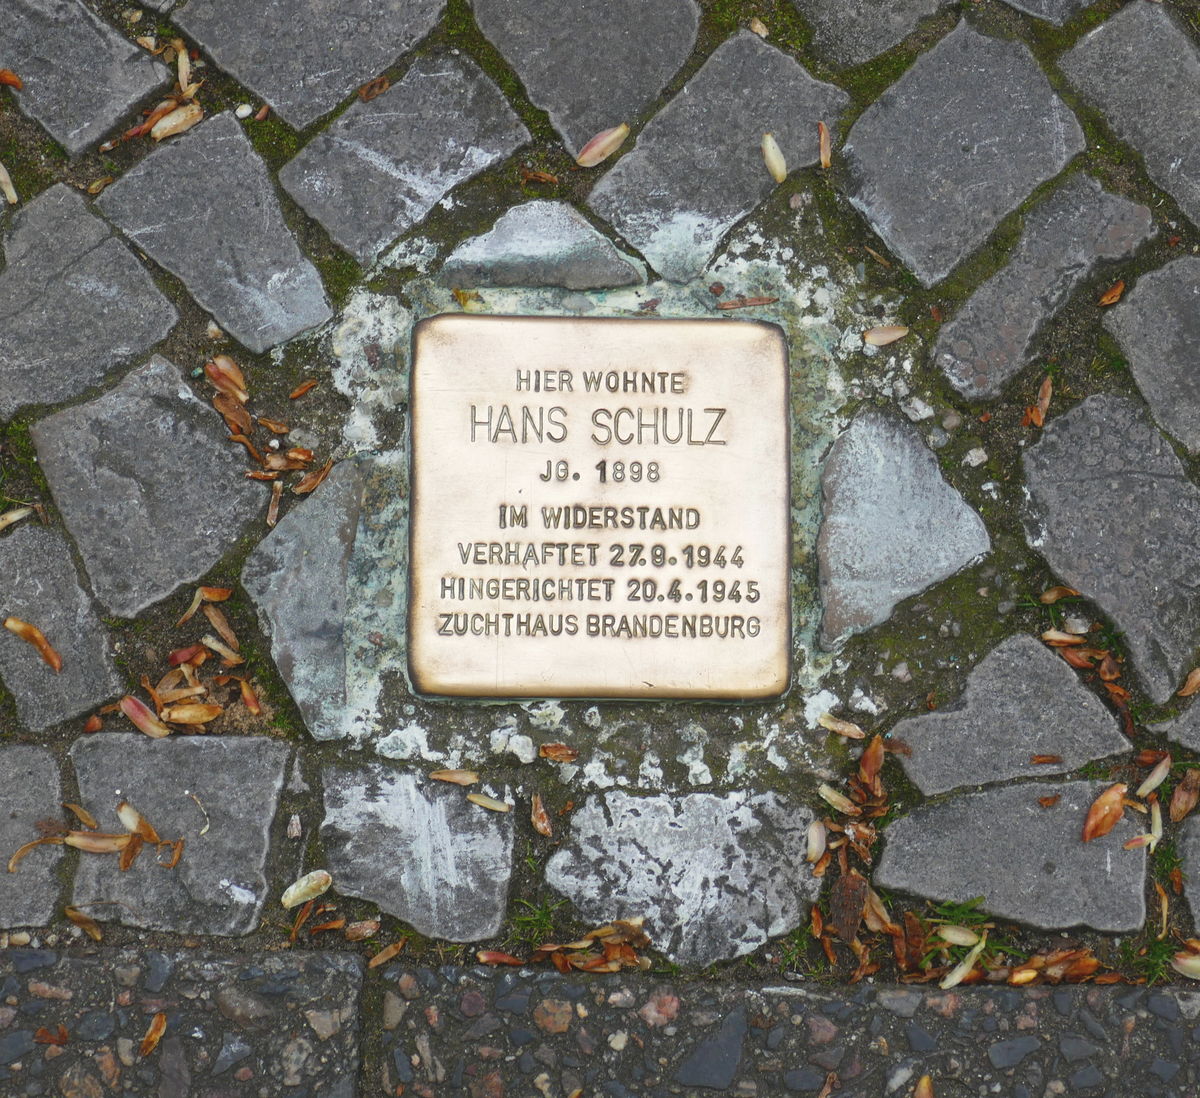 HIER WOHNTE
HANS SCHULZ
JG. 1898
IM WIDERSTAND
VERHAFTET 27.9.1944
HINGERICHTET 20.4.1945
ZUCHTHAUS BRANDENBURG